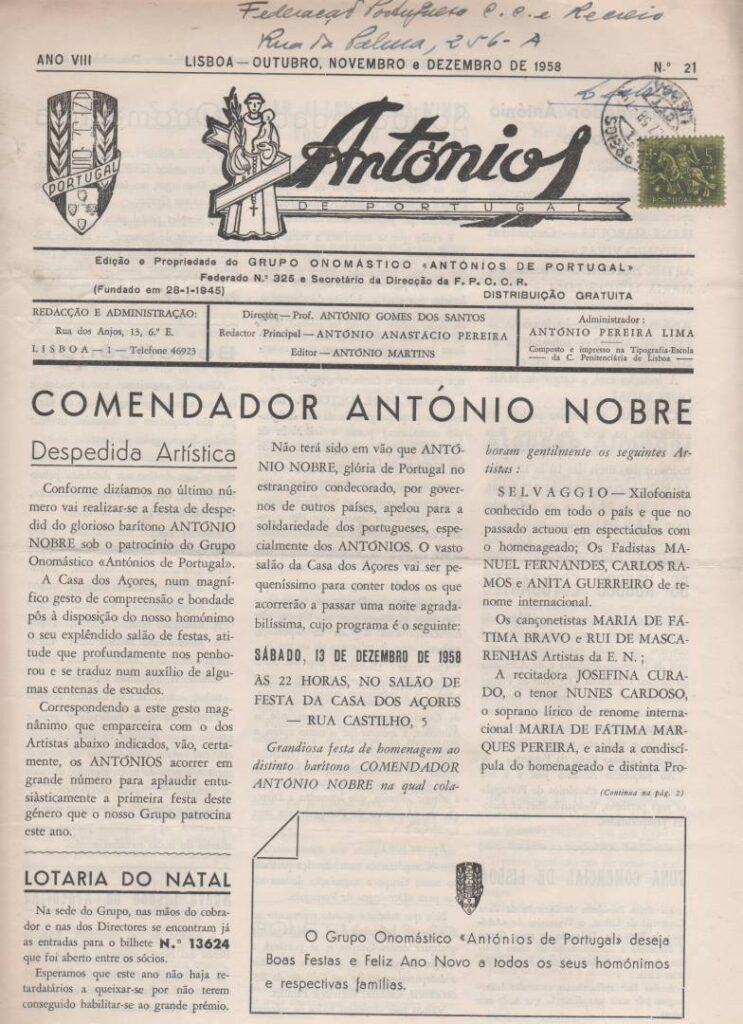 Federação Portuguesa C. C. e Recreio
Rua da Palma, 256-A
ANO VIII
LISBOA — OUTUBRO, NOVEMBRO e DEZEMBRO DE 1958
N.º 21
PORTUGAL
Antónios
DE PORTUGAL
PORTUGAL
Edição e Propriedade do GRUPO ONOMÁSTICO «ANTÓNIOS DE PORTUGAL»
Federado N.º 325 e Secretário da Direcção da F. P. C. C. R.
(Fundado em 28-1-1945)
DISTRIBUIÇÃO GRATUITA
REDACÇÃO E ADMINISTRAÇÃO:
Rua dos Anjos, 13, 6.º E.
LISBOA — 1 — Telefone 46923
Director — Prof. ANTÓNIO GOMES DOS SANTOS
Redactor Principal — ANTÓNIO ANASTÁCIO PEREIRA
Editor — ANTÓNIO MARTINS
Administrador:
ANTÓNIO PEREIRA LIMA
Composto e impresso na Tipografia-Escola
da C. Penitenciária de Lisboa
COMENDADOR ANTÓNIO NOBRE
Despedida Artística
Conforme dizíamos no último nú-
mero vai realizar-se a festa de despe-
did do glorioso barítono ANTÓNIO
NOBRE sob o patrocínio do Grupo
Onomástico «Antónios de Portugal».
A Casa dos Açores, num magní-
fico gesto de compreensão e bondade
pôs à disposição do nosso homónimo
o seu explêndido salão de festas, ati-
tude que profundamente nos penho-
rou e se traduz num auxílio de algu-
mas centenas de escudos.
Correspondendo a este gesto mag-
nânimo que emparceira com o dos
Artistas abaixo indicados, vão, certa-
mente, os ANTÓNIOS acorrer em
grande número para aplaudir entu-
siàsticamente a primeira festa deste
género que o nosso Grupo patrocina
este ano.
LOTARIA DO NATAL
Na sede do Grupo, nas mãos do cobra-
dor e nas dos Directores se encontram já
as entradas para o bilhete N.º 13624
que foi aberto entre os sócios.
Esperamos que este ano não haja re-
tardatários a queixar-se por não terem
conseguido habilitar-se ao grande prémio.
Não terá sido em vão que ANTÓ-
NIO NOBRE, glória de Portugal no
estrangeiro condecorado, por gover-
nos de outros países, apelou para a
solidariedade dos portugueses, espe-
cialmente dos ANTÓNIOS. O vasto
salão da Casa dos Açores vai ser pe-
queníssimo para conter todos os que
acorrerão a passar uma noite agrada-
bilíssima, cujo programa é o seguinte:
SÁBADO, 13 DE DEZEMBRO DE 1958
ÀS 22 HORAS, NO SALÃO DE
FESTA DA CASA DOS AÇORES
— RUA CASTILHO, 5
Grandiosa festa de homenagem ao
distinto barítono COMENDADOR
ANTÓNIO NOBRE na qual cola-
boram gentilmente os seguintes Ar-
tistas:
SELVAGGIO — Xilofonista
conhecido em todo o país e que no
passado actuou em espectáculos com
o homenageado; Os Fadistas MA-
NUEL FERNANDES, CARLOS RA-
MOS e ANITA GUERREIRO de re-
nome internacional.
Os cançonetistas MARIA DE FÁ-
TIMA BRAVO e RUI DE MASCA-
RENHAS Artistas da E. N.;
A recitadora JOSEFINA CURA-
DO, o tenor NUNES CARDOSO,
o soprano lírico de renome interna-
cional MARIA DE FÁTIMA MAR-
QUES PEREIRA, e ainda a condiscí-
pula do homenageado e distinta Pro-
(Continua na pág. 2)
O Grupo Onomástico «Antónios de Portugal» deseja
Boas Festas e Feliz Ano Novo a todos os seus homónimos
e respectivas famílias.